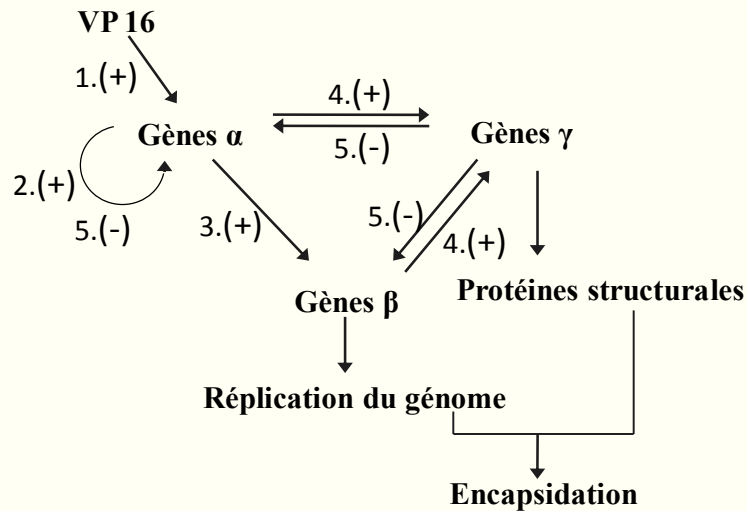 VP 16
1.(+)
4.(+)
Gènes α
Gènes γ
5.(-)
2.(+)
5.(-)
3.(+)
5.(-)
4.(+)
Gènes β
Protéines structurales
Réplication du génome
Encapsidation